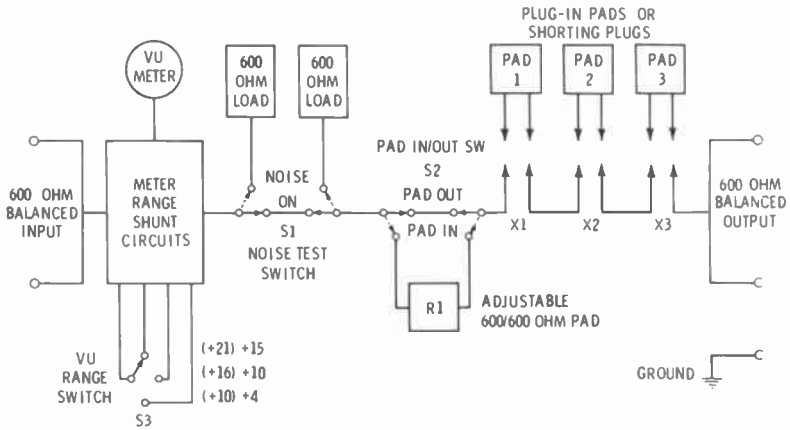 PLUG-IN PADS OR
SHORTING PLUGS
VU
METER
600
OHM
LOAD
600
OHM
LOAD
PAD
1
PAD
2
PAD
3
600 OHM
BALANCED
INPUT
METER
RANGE
SHUNT
CIRCUITS
NOISE
ON
S1
NOISE TEST
SWITCH
PAD IN/OUT SW
S2
PAD OUT
PAD IN
X1
X2
X3
600 OHM
BALANCED
OUTPUT
R1
ADJUSTABLE
600/600 OHM PAD
VU
RANGE
SWITCH
S3
(+21) +15
(+16) +10
(+10) +4
GROUND